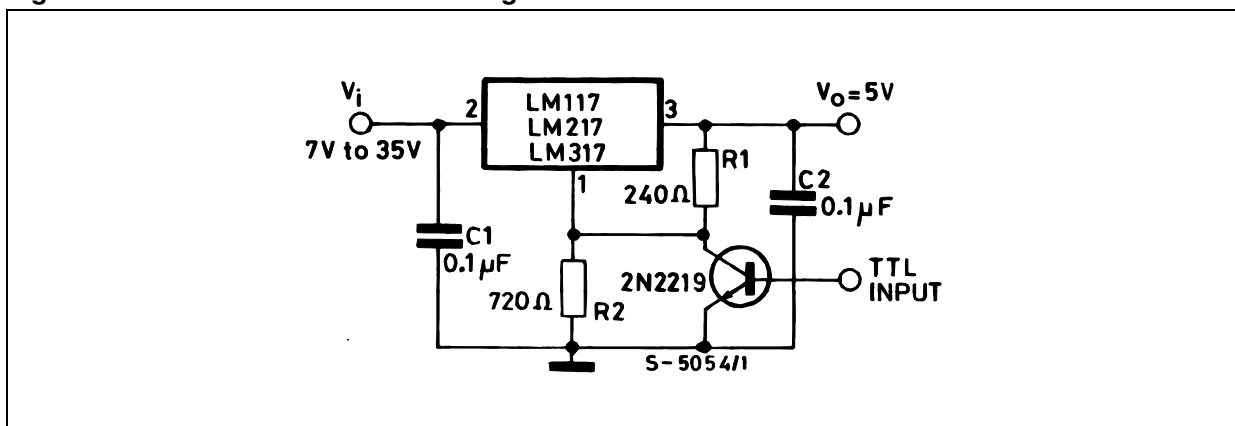 Vi
7V to 35V
2
LM117
LM217
LM317
3
1
Vo=5V
R1
240Ω
C2
0.1µF
C1
0.1µF
720Ω
R2
2N2219
TTL
INPUT
S-5054/1